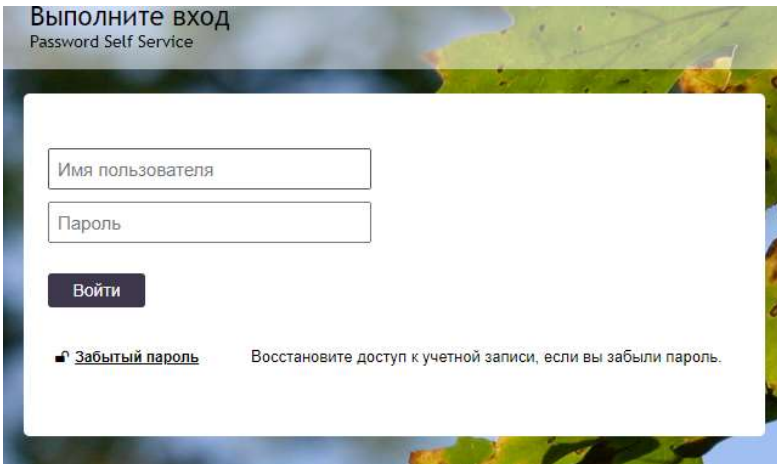 Выполните вход
Password Self Service
Имя пользователя
Пароль
Войти
Забытый пароль Восстановите доступ к учетной записи, если вы забыли пароль.